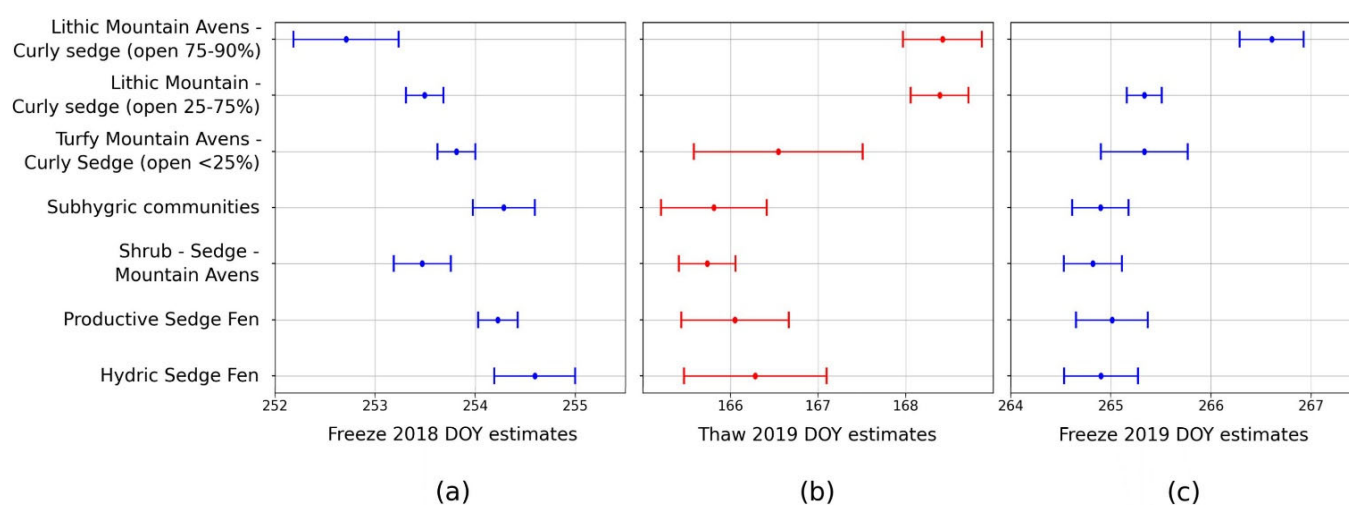 Lithic Mountain Avens -
Curly sedge (open 75-90%)
Lithic Mountain -
Curly sedge (open 25-75%)
Turfy Mountain Avens -
Curly Sedge (open <25%)
Subhygric communities
Shrub - Sedge -
Mountain Avens
Productive Sedge Fen
Hydric Sedge Fen
252 253 254 255
Freeze 2018 DOY estimates
(a)
166 167 168
Thaw 2019 DOY estimates
(b)
264 265 266 267
Freeze 2019 DOY estimates
(c)